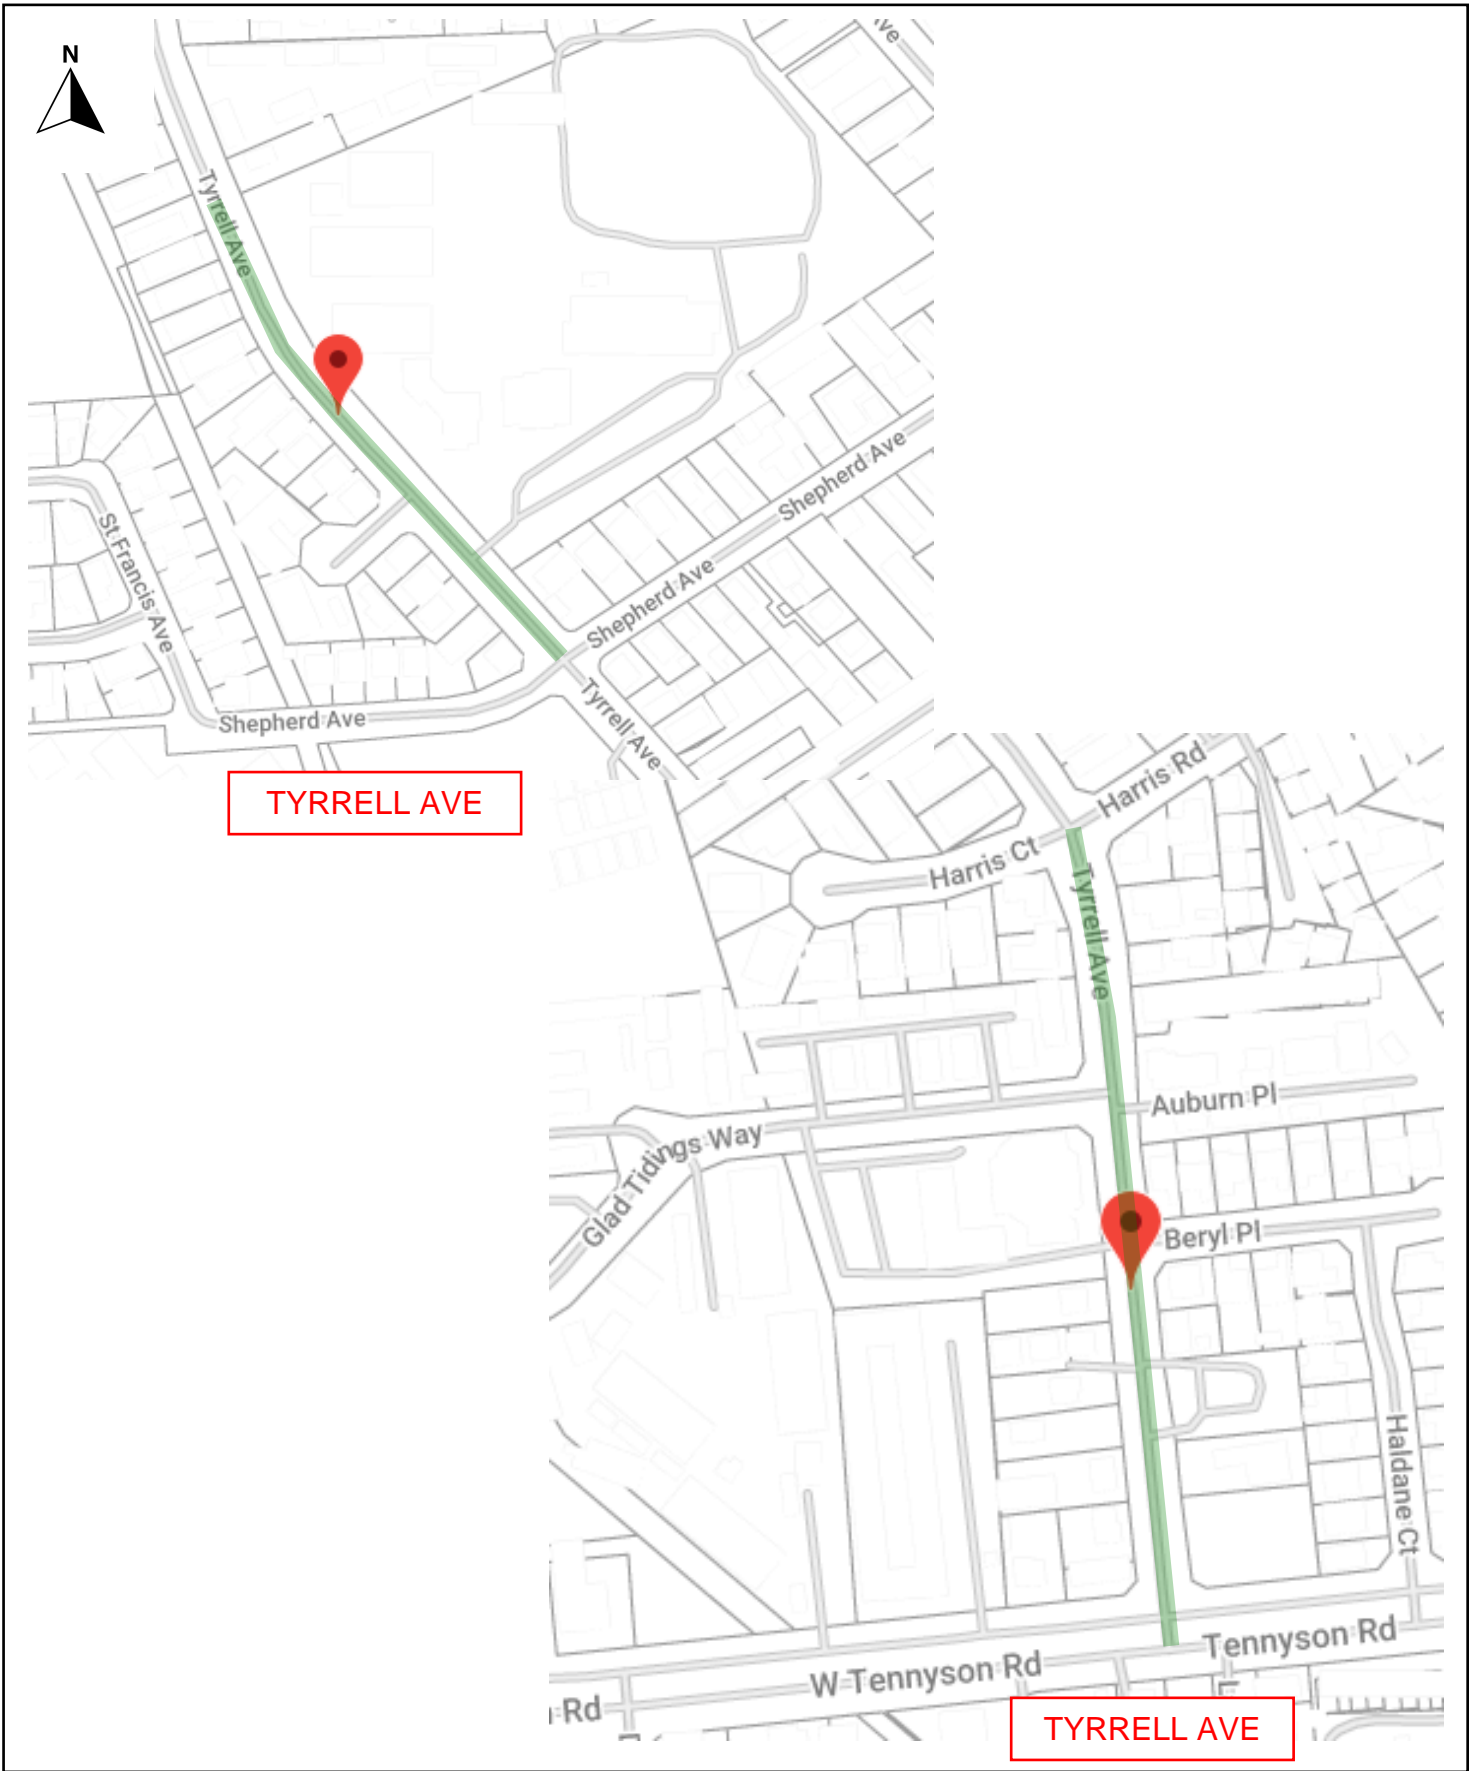 N
Ave
Tyrrell Ave
Shepherd Ave
St Francis Ave
Shepherd Ave
Shepherd Ave
Tyrrell Ave
TYRRELL AVE
Harris Rd
Harris Ct
Tyrrell Ave
Auburn Pl
Glad Tidings Way
Beryl Pl
Haldane Ct
Tennyson Rd
W Tennyson Rd
Rd
TYRRELL AVE